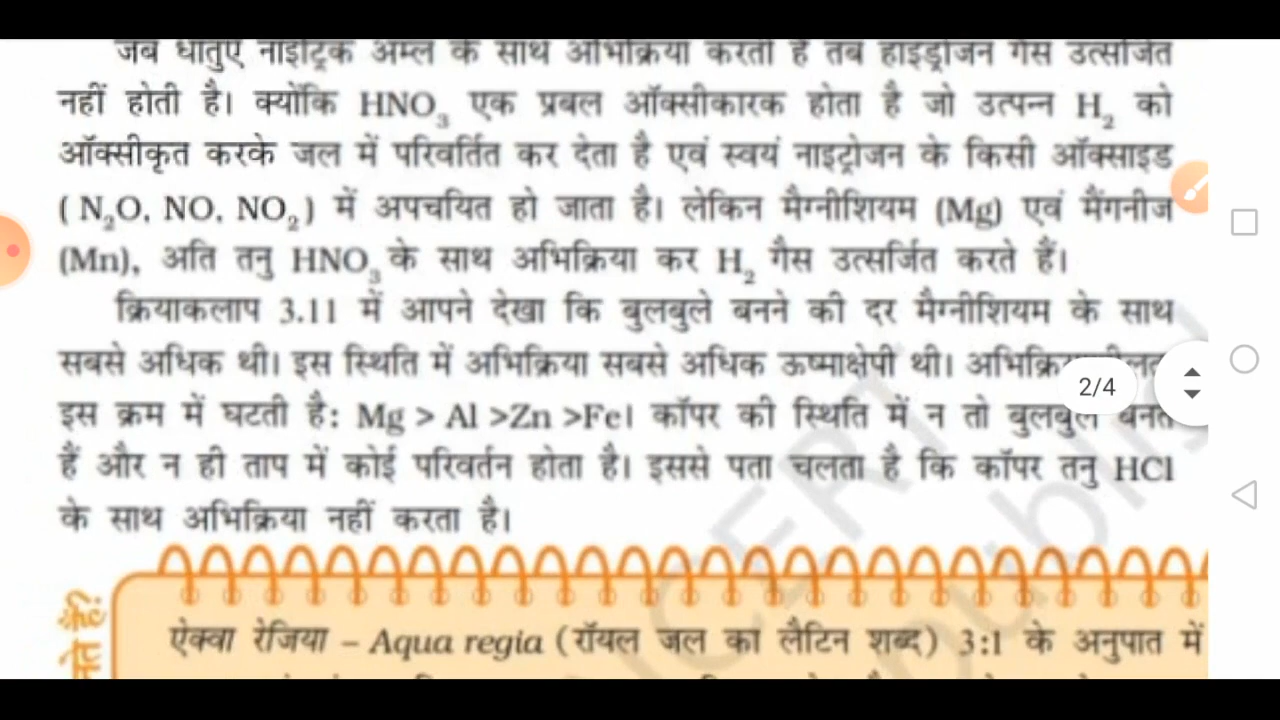 जब धातुएँ नाइट्रिक अम्ल के साथ अभिक्रिया करती हैं तब हाइड्रोजन गैस उत्सर्जित
नहीं होती है। क्योंकि HNO₃ एक प्रबल ऑक्सीकारक होता है जो उत्पन्न H₂ को
ऑक्सीकृत करके जल में परिवर्तित कर देता है एवं स्वयं नाइट्रोजन के किसी ऑक्साइड
( N₂O, NO, NO₂ ) में अपचयित हो जाता है। लेकिन मैग्नीशियम (Mg) एवं मैंगनीज
(Mn), अति तनु HNO₃ के साथ अभिक्रिया कर H₂ गैस उत्सर्जित करते हैं।
क्रियाकलाप 3.11 में आपने देखा कि बुलबुले बनने की दर मैग्नीशियम के साथ
सबसे अधिक थी। इस स्थिति में अभिक्रिया सबसे अधिक ऊष्माक्षेपी थी।
2/4
इस क्रम में घटती है: Mg > Al >Zn >Fe। कॉपर की स्थिति में न तो बुलबुले बनते
हैं और न ही ताप में कोई परिवर्तन होता है। इससे पता चलता है कि कॉपर तनु HCl
के साथ अभिक्रिया नहीं करता है।
ऐक्वा रेजिया – Aqua regia (रॉयल जल का लैटिन शब्द) 3:1 के अनुपात में